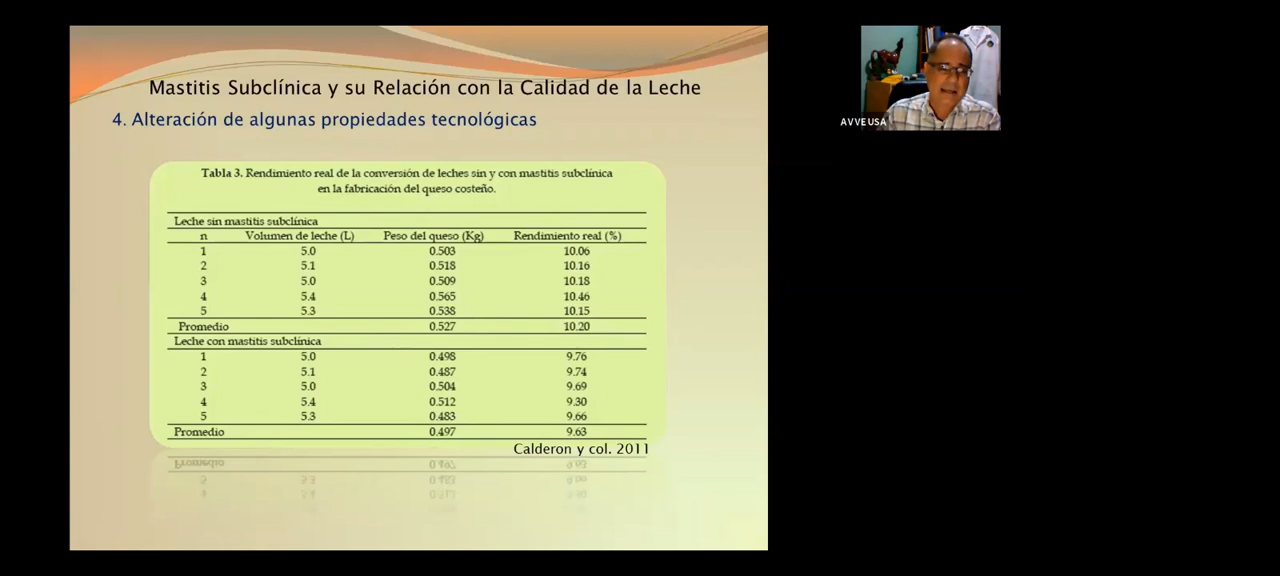 Mastitis Subclínica y su Relación con la Calidad de la Leche
4. Alteración de algunas propiedades tecnológicas
Tabla 3. Rendimiento real de la conversión de leches sin y con mastitis subclínica
en la fabricación del queso costeño.
Leche sin mastitis subclínica
n Volumen de leche (L) Peso del queso (Kg) Rendimiento real (%)
1 5.0 0.503 10.06
2 5.1 0.518 10.16
3 5.0 0.509 10.18
4 5.4 0.565 10.46
5 5.3 0.538 10.15
Promedio 0.527 10.20
Leche con mastitis subclínica
1 5.0 0.498 9.76
2 5.1 0.487 9.74
3 5.0 0.504 9.69
4 5.4 0.512 9.30
5 5.3 0.483 9.66
Promedio 0.497 9.63
Calderon y col. 2011
AVVEUSA